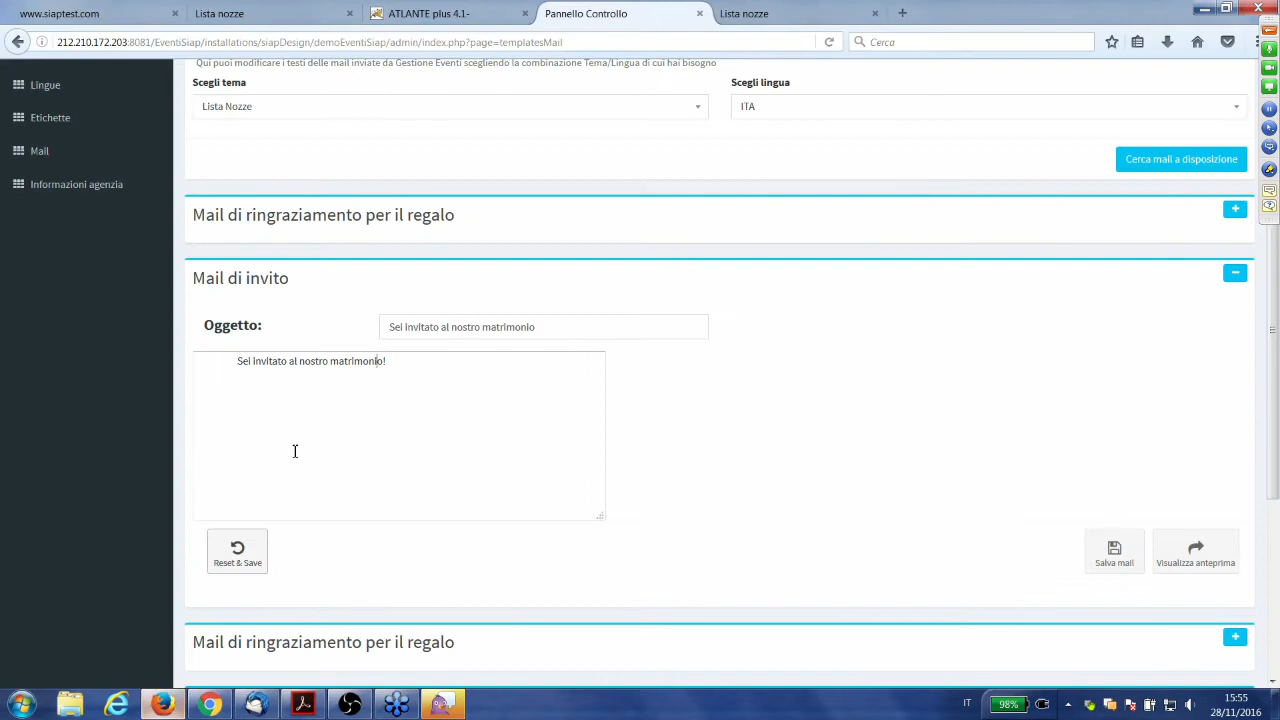 www.siaptest.com
Lista nozze
ATLANTE plus 4.1-
Pannello Controllo
Lista nozze
212.210.172.203:8081/EventiSiap/installations/siapDesign/demoEventiSiap/admin/index.php?page=templatesMai
Cerca
Qui puoi modificare i testi delle mail inviate da Gestione Eventi scegliendo la combinazione Tema/Lingua di cui hai bisogno
Lingue
Etichette
Mail
Informazioni agenzia
Scegli tema
Scegli lingua
Lista Nozze
ITA
Cerca mail a disposizione
Mail di ringraziamento per il regalo
Mail di invito
Oggetto:
Sei invitato al nostro matrimonio
Sei invitato al nostro matrimonio!
Reset & Save
Salva mail
Visualizza anteprima
Mail di ringraziamento per il regalo
IT
98%
15:55
28/11/2016